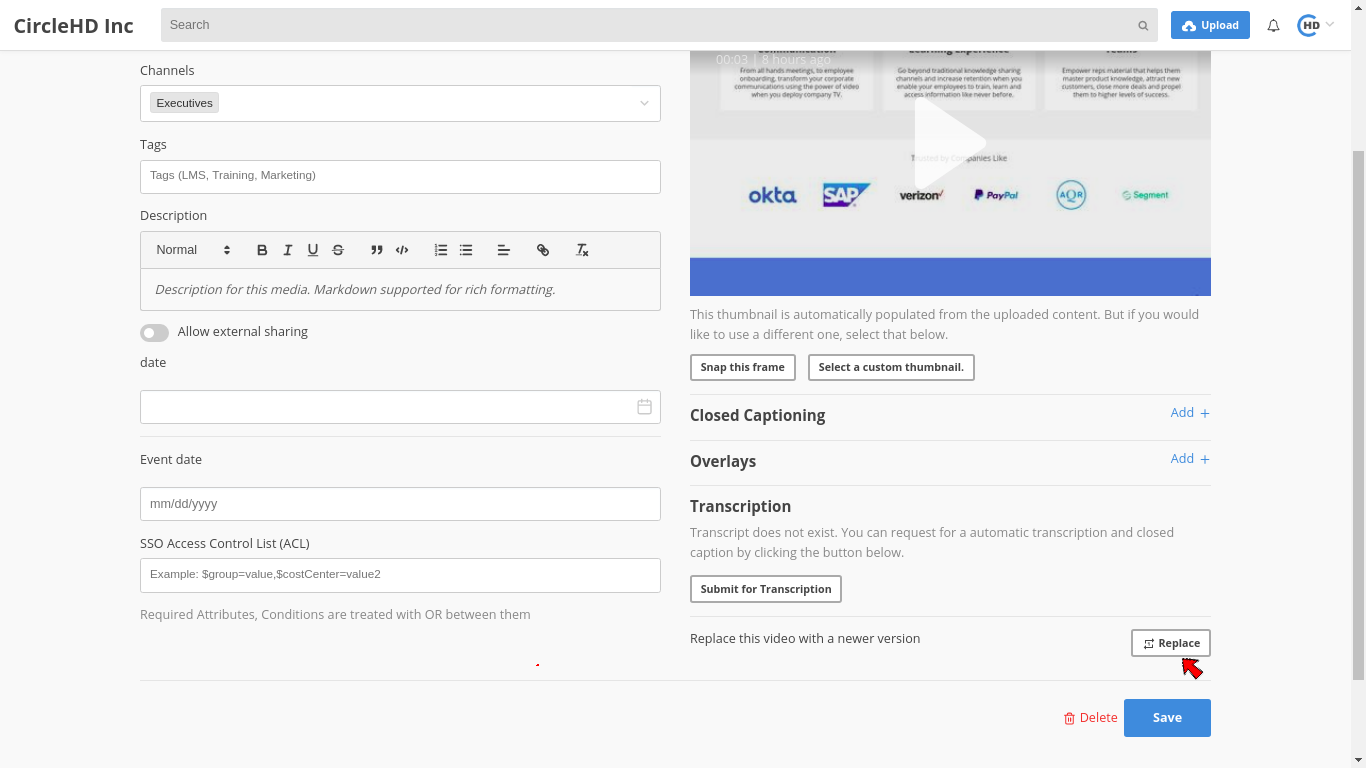 CircleHD Inc
Search
Upload
HD
Channels
Executives
Tags
Tags (LMS, Training, Marketing)
Description
Normal
Description for this media. Markdown supported for rich formatting.
Allow external sharing
date
Event date
mm/dd/yyyy
SSO Access Control List (ACL)
Example: $group=value,$costCenter=value2
Required Attributes, Conditions are treated with OR between them
Communication
Learning Experience
Teams
00:03 | 8 hours ago
From all hands meetings, to employee
onboarding, transform your corporate
communications using the power of video
when you deploy company TV.
Go beyond traditional knowledge sharing
channels and increase retention when you
enable your employees to train, learn and
access information like never before.
Empower reps material that helps them
master product knowledge, attract new
customers, close more deals and propel
them to higher levels of success.
Trusted by Companies Like
okta
SAP
verizon
PayPal
AQR
Segment
This thumbnail is automatically populated from the uploaded content. But if you would
like to use a different one, select that below.
Snap this frame
Select a custom thumbnail.
Closed Captioning
Add +
Overlays
Add +
Transcription
Transcript does not exist. You can request for a automatic transcription and closed
caption by clicking the button below.
Submit for Transcription
Replace this video with a newer version
Replace
Delete
Save